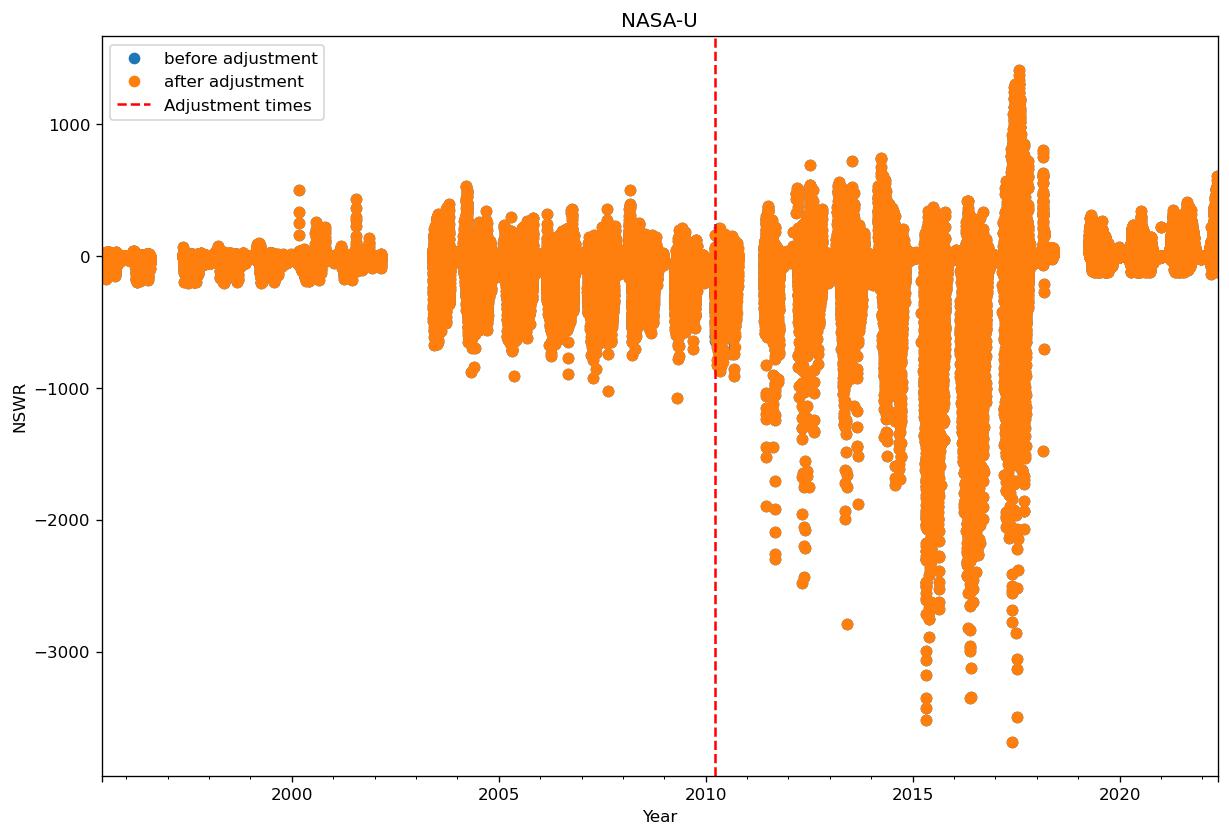 NASA-U
before adjustment
after adjustment
Adjustment times
1000
0
−1000
−2000
−3000
NSWR
2000
2005
2010
2015
2020
Year